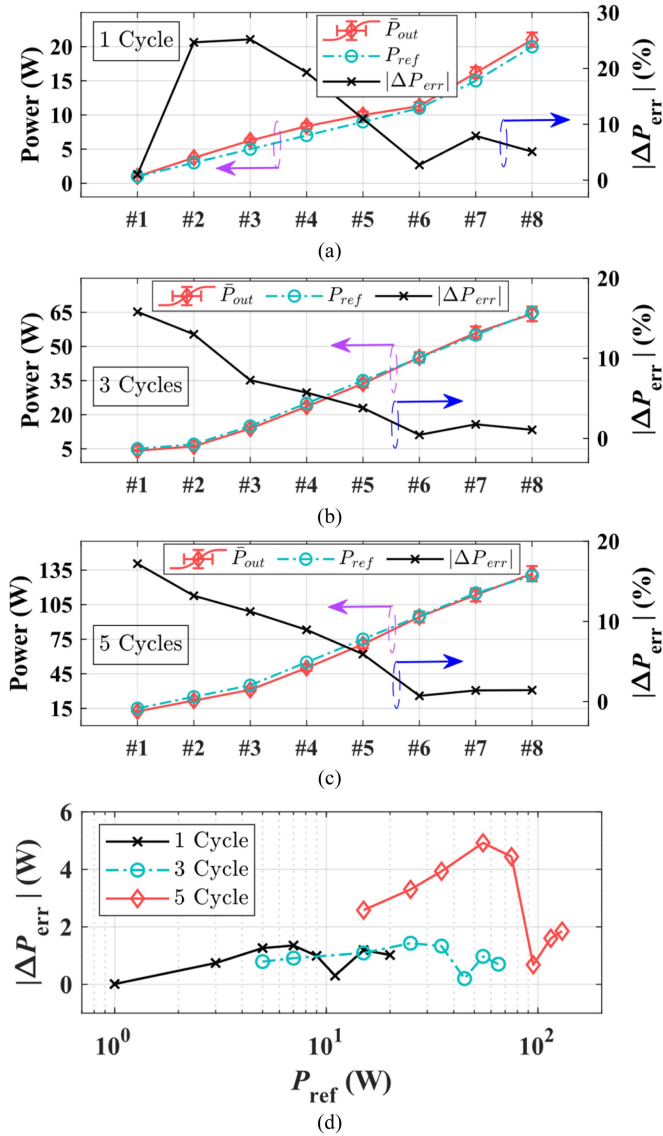 1 Cycle
P̄out
Pref
|ΔPerr|
Power (W)
20
15
10
5
0
30
20
10
0
|ΔPerr| (%)
#1 #2 #3 #4 #5 #6 #7 #8
(a)
P̄out Pref |ΔPerr|
3 Cycles
Power (W)
65
50
35
20
5
20
10
0
|ΔPerr| (%)
#1 #2 #3 #4 #5 #6 #7 #8
(b)
P̄out Pref |ΔPerr|
5 Cycles
Power (W)
135
105
75
45
15
20
10
0
|ΔPerr| (%)
#1 #2 #3 #4 #5 #6 #7 #8
(c)
1 Cycle
3 Cycle
5 Cycle
|ΔPerr| (W)
6
4
2
0
10⁰ 10¹ 10²
Pref (W)
(d)